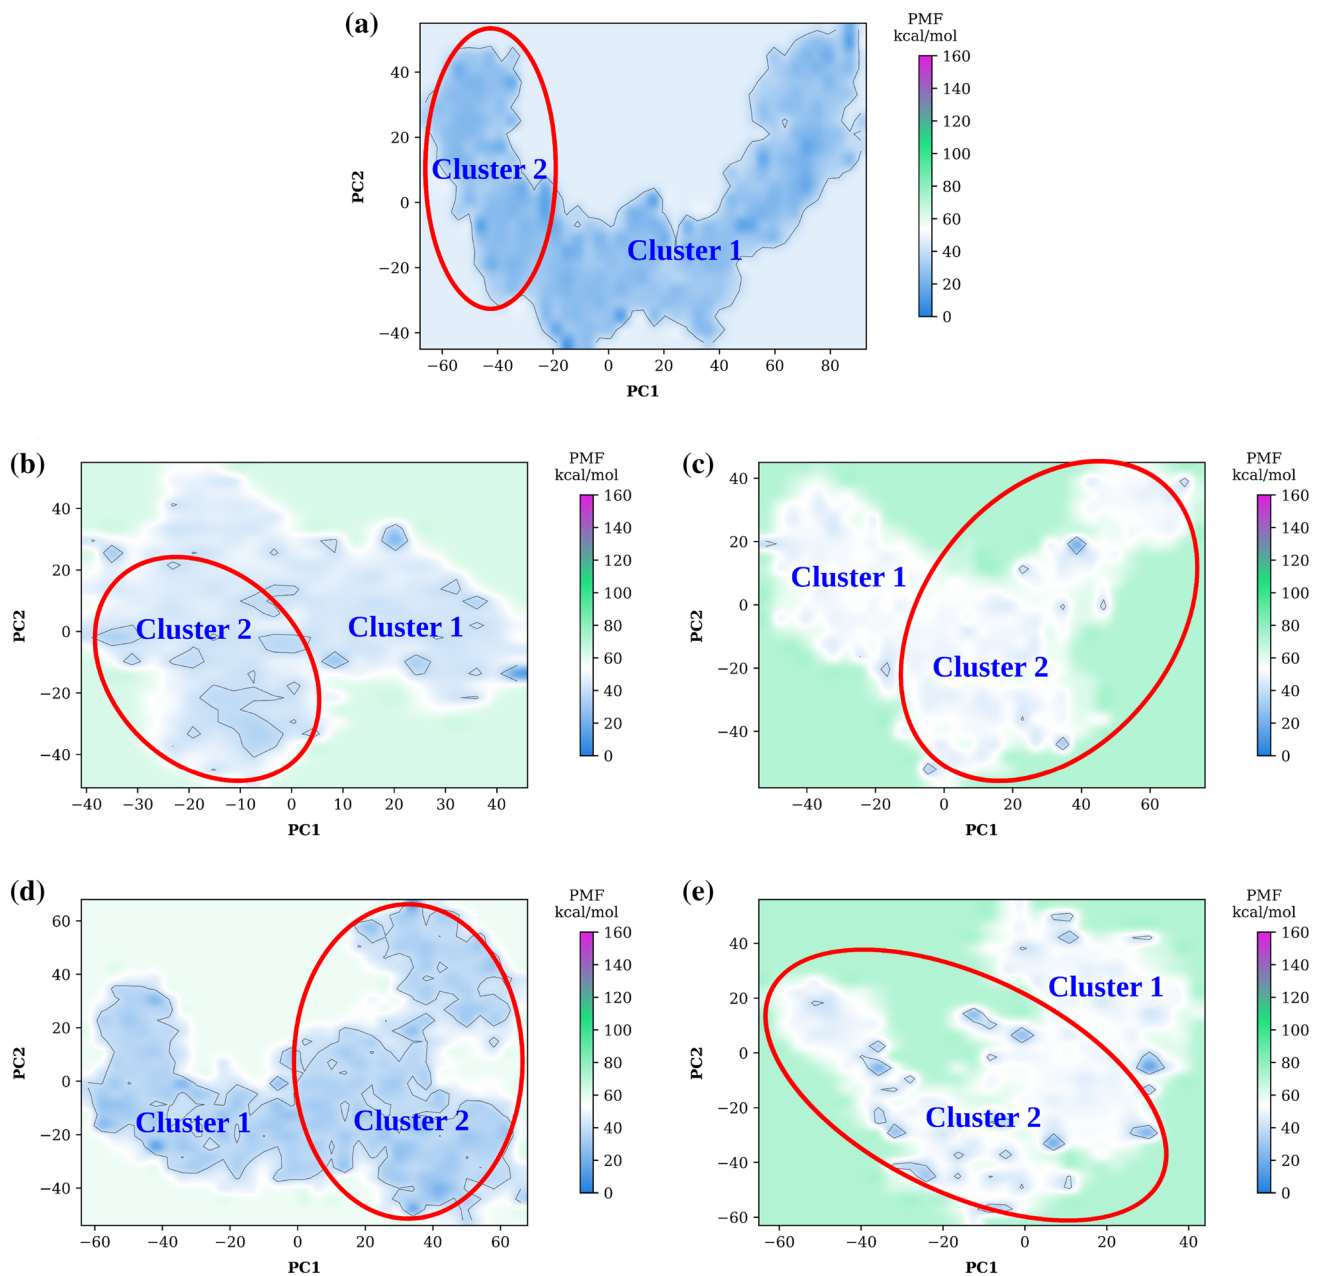 (a)
PMF
kcal/mol
160
140
120
100
80
60
40
20
0
40
20
0
−20
−40
PC2
Cluster 2
Cluster 1
−60 −40 −20 0 20 40 60 80
PC1
(b)
PMF
kcal/mol
160
140
120
100
80
60
40
20
0
40
20
0
−20
−40
PC2
Cluster 2
Cluster 1
−40 −30 −20 −10 0 10 20 30 40
PC1
(c)
PMF
kcal/mol
160
140
120
100
80
60
40
20
0
40
20
0
−20
−40
PC2
Cluster 1
Cluster 2
−40 −20 0 20 40 60
PC1
(d)
PMF
kcal/mol
160
140
120
100
80
60
40
20
0
60
40
20
0
−20
−40
PC2
Cluster 1
Cluster 2
−60 −40 −20 0 20 40 60
PC1
(e)
PMF
kcal/mol
160
140
120
100
80
60
40
20
0
40
20
0
−20
−40
−60
PC2
Cluster 1
Cluster 2
−60 −40 −20 0 20 40
PC1